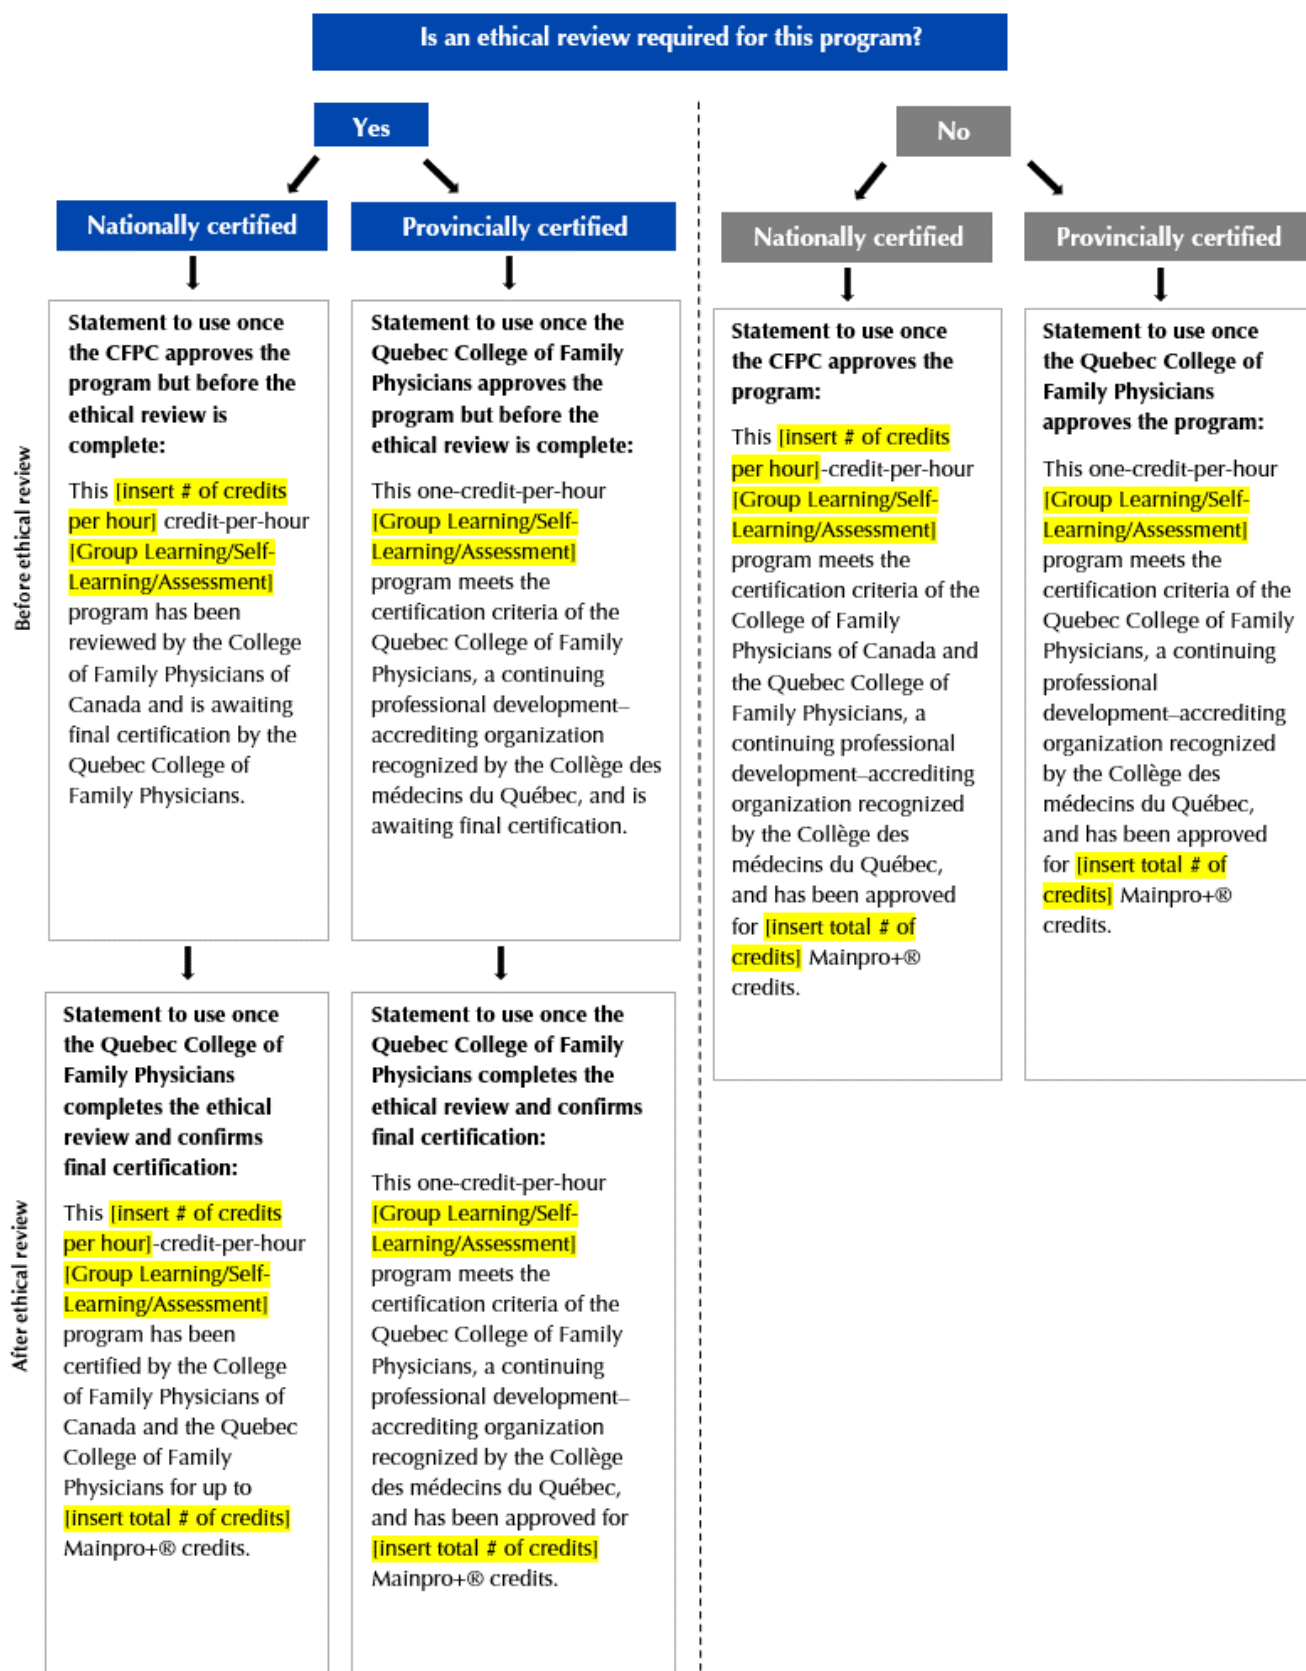 Is an ethical review required for this program?
Yes
Nationally certified
Provincially certified
Before ethical review
Statement to use once
the CFPC approves the
program but before the
ethical review is
complete:
This [insert # of credits
per hour] credit-per-hour
[Group Learning/Self-
Learning/Assessment]
program has been
reviewed by the College
of Family Physicians of
Canada and is awaiting
final certification by the
Quebec College of
Family Physicians.
Statement to use once the
Quebec College of Family
Physicians approves the
program but before the
ethical review is complete:
This one-credit-per-hour
[Group Learning/Self-
Learning/Assessment]
program meets the
certification criteria of the
Quebec College of Family
Physicians, a continuing
professional development–
accrediting organization
recognized by the Collège des
médecins du Québec, and is
awaiting final certification.
After ethical review
Statement to use once
the Quebec College of
Family Physicians
completes the ethical
review and confirms
final certification:
This [insert # of credits
per hour]-credit-per-hour
[Group Learning/Self-
Learning/Assessment]
program has been
certified by the College
of Family Physicians of
Canada and the Quebec
College of Family
Physicians for up to
[insert total # of credits]
Mainpro+® credits.
Statement to use once the
Quebec College of Family
Physicians completes the
ethical review and confirms
final certification:
This one-credit-per-hour
[Group Learning/Self-
Learning/Assessment]
program meets the
certification criteria of the
Quebec College of Family
Physicians, a continuing
professional development–
accrediting organization
recognized by the Collège
des médecins du Québec,
and has been approved for
[insert total # of credits]
Mainpro+® credits.
No
Nationally certified
Provincially certified
Statement to use once
the CFPC approves the
program:
This [insert # of credits
per hour]-credit-per-hour
[Group Learning/Self-
Learning/Assessment]
program meets the
certification criteria of the
College of Family
Physicians of Canada and
the Quebec College of
Family Physicians, a
continuing professional
development–accrediting
organization recognized
by the Collège des
médecins du Québec,
and has been approved
for [insert total # of
credits] Mainpro+®
credits.
Statement to use once
the Quebec College of
Family Physicians
approves the program:
This one-credit-per-hour
[Group Learning/Self-
Learning/Assessment]
program meets the
certification criteria of the
Quebec College of Family
Physicians, a continuing
professional
development–accrediting
organization recognized
by the Collège des
médecins du Québec,
and has been approved
for [insert total # of
credits] Mainpro+®
credits.